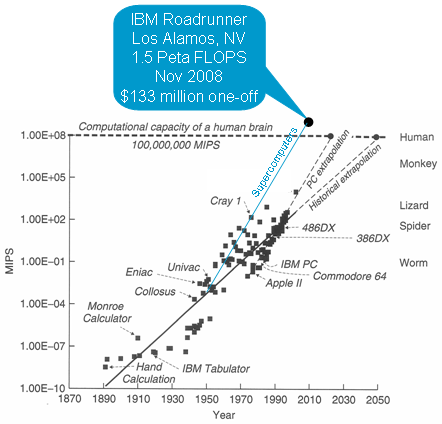 IBM Roadrunner
Los Alamos, NV
1.5 Peta FLOPS
Nov 2008
$133 million one-off
Computational capacity of a human brain
100,000,000 MIPS
1.00E+08
1.00E+05
1.00E+02
1.00E-01
1.00E-04
1.00E-07
1.00E-10
MIPS
Human
Monkey
Lizard
Spider
Worm
Supercomputers
PC extrapolation
Historical extrapolation
Cray 1
486DX
386DX
Univac
Eniac
Collosus
IBM PC
Commodore 64
Apple II
Monroe
Calculator
Hand
Calculation
IBM Tabulator
1870 1890 1910 1930 1950 1970 1990 2010 2030 2050
Year